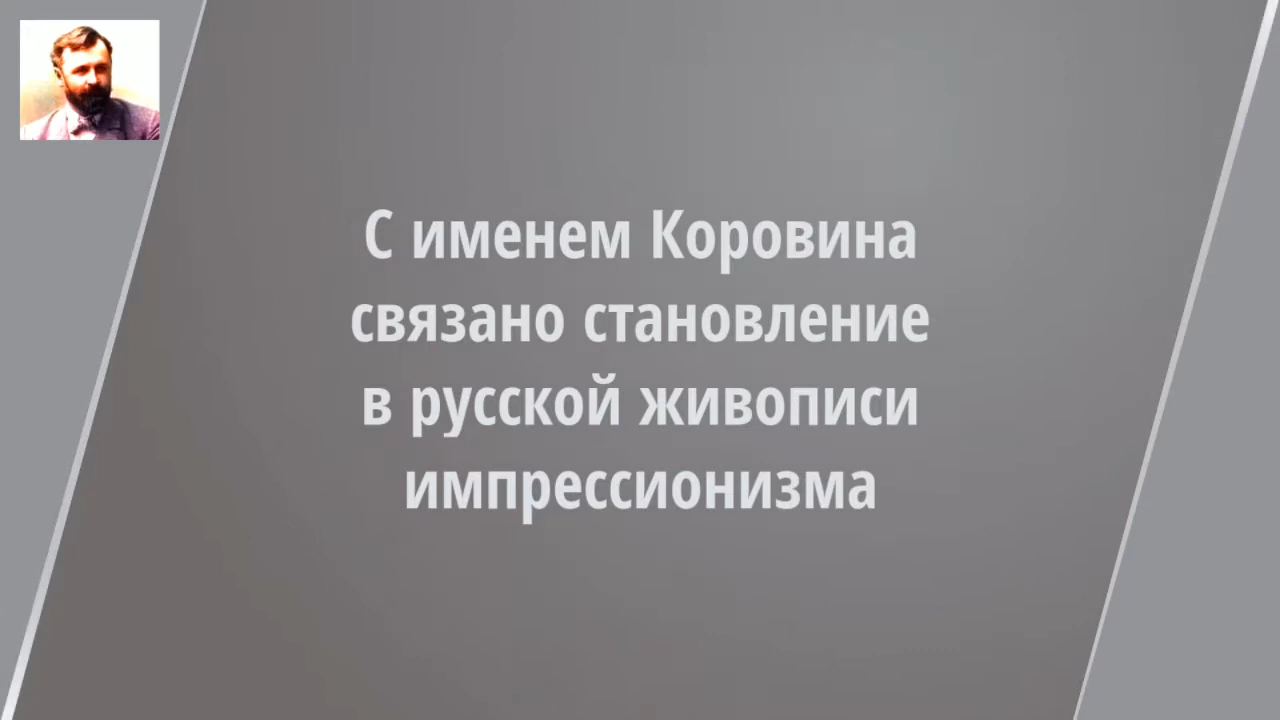 С именем Коровина
связано становление
в русской живописи
импрессионизма